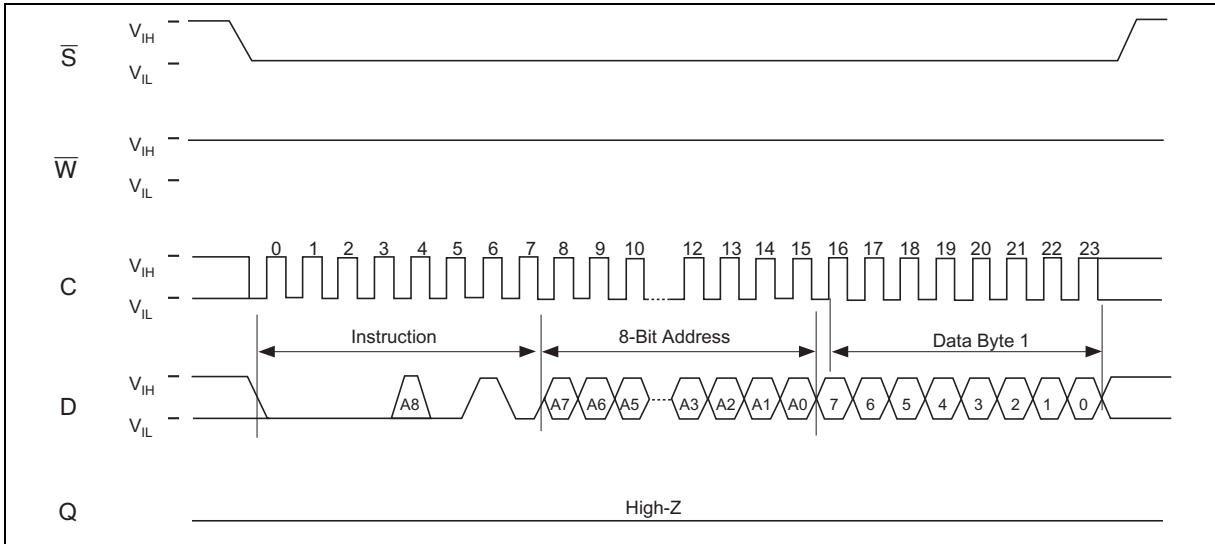 S̅
V_IH
V_IL
W̅
V_IH
V_IL
0 1 2 3 4 5 6 7 8 9 10 12 13 14 15 16 17 18 19 20 21 22 23
C
V_IH
V_IL
Instruction 8-Bit Address Data Byte 1
D
V_IH
V_IL
A8 A7 A6 A5 A3 A2 A1 A0 7 6 5 4 3 2 1 0
Q
High-Z